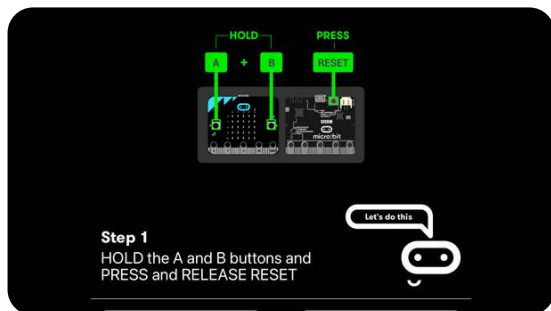 HOLD PRESS
A + B RESET
micro:bit
Let's do this
Step 1
HOLD the A and B buttons and
PRESS and RELEASE RESET